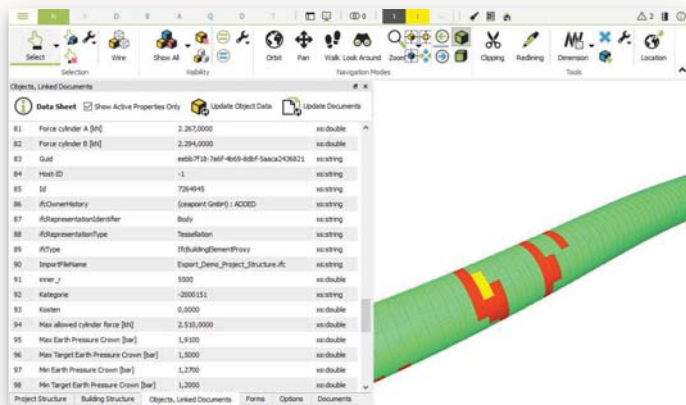 N D A Q T 0 I I 2
Select Wire Show All Orbit Pan Walk Look Around Zoom Clipping Redlining Dimension Location
Selection Visibility Navigation Modes Tools
Objects, Linked Documents
Data Sheet Show Active Properties Only Update Object Data Update Documents
81 Force cylinder A [kN] 2.267,0000 xs:double
82 Force cylinder B [kN] 2.294,0000 xs:double
83 Guid eebb7f18-7a6f-4b69-8dbf-5aaca2436821 xs:string
84 Host-ID -1 xs:string
85 Id 7264945 xs:string
86 ifcOwnerHistory (ceapoint GmbH) : ADDED xs:string
87 ifcRepresentationIdentifier Body xs:string
88 ifcRepresentationType Tessellation xs:string
89 ifcType IfcBuildingElementProxy xs:string
90 ImportFileName Export_Demo_Project_Structure.ifc xs:string
91 inner_r 5500 xs:double
92 Kategorie -2000151 xs:string
93 Kosten 0,0000 xs:double
94 Max allowed cylinder force [kN] 2.510,0000 xs:double
95 Max Earth Pressure Crown [bar] 1,9100 xs:double
96 Max Target Earth Pressure Crown [bar] 1,5000 xs:double
97 Min Earth Pressure Crown [bar] 1,2700 xs:double
98 Min Target Earth Pressure Crown [bar] 1,2000 xs:double
Project Structure Building Structure Objects, Linked Documents Forms Options Documents